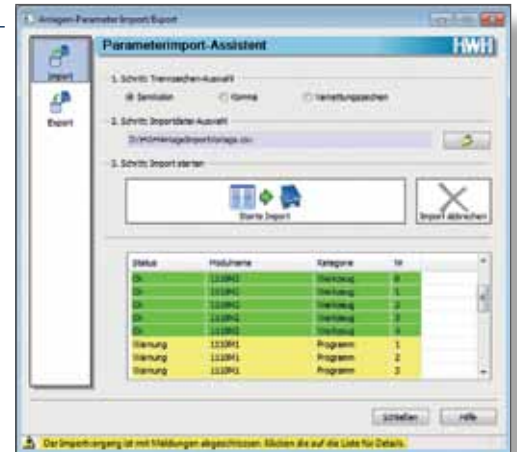 Anlagen-Parameter Import/Export
Parameterimport-Assistent
HWH
Import
Export
1. Schritt: Trennzeichen-Auswahl
Semikolon
Komma
Verkettungszeichen
2. Schritt: Importdatei-Auswahl
3. Schritt: Import starten
Starte Import
Import abbrechen
Status Modulname Kategorie Nr
Ok Werkzeug 0
Ok Werkzeug 1
Ok Werkzeug 2
Ok Werkzeug 3
Ok Werkzeug 4
Warnung Programm 1
Warnung Programm 2
Warnung Programm 3
Schließen
Hilfe
Der Importvorgang ist mit Meldungen abgeschlossen. Klicken die auf die Liste für Details.